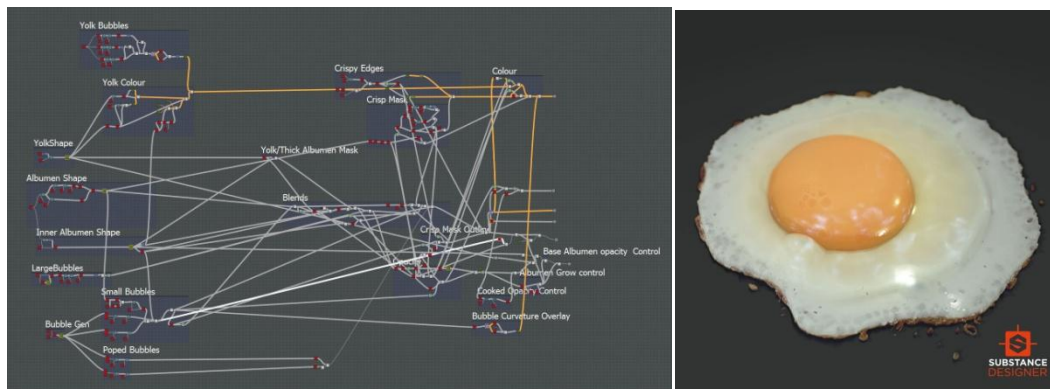 Yolk Bubbles
Crispy Edges
Colour
Yolk Colour
Crisp Mask
YolkShape
Yolk/Thick Albumen Mask
Albumen Shape
Blends
Inner Albumen Shape
Crisp Mask Curley
Base Albumen opacity Control
LargeBubbles
Albumen Grow control
Small Bubbles
Cooked Opacity Control
Bubble Gen
Bubble Curvature Overlay
Poped Bubbles
SUBSTANCE
DESIGNER